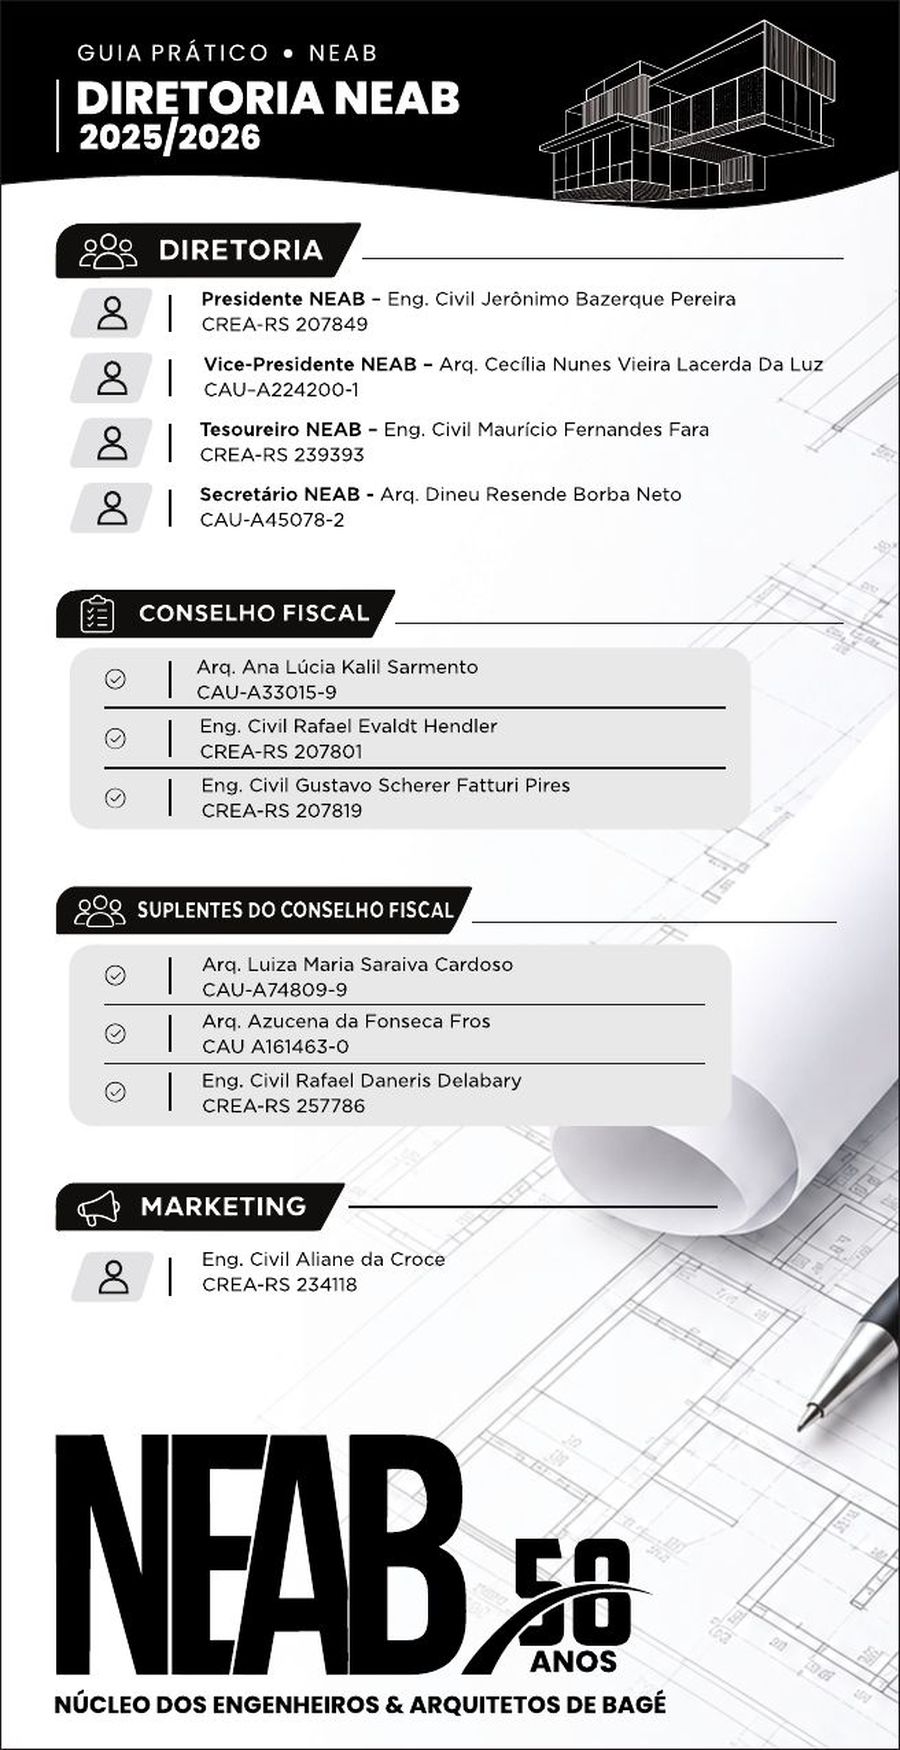 GUIA PRÁTICO • NEAB
DIRETORIA NEAB
2025/2026
DIRETORIA
Presidente NEAB – Eng. Civil Jerônimo Bazerque Pereira
CREA-RS 207849
Vice-Presidente NEAB – Arq. Cecília Nunes Vieira Lacerda Da Luz
CAU–A224200-1
Tesoureiro NEAB – Eng. Civil Maurício Fernandes Fara
CREA-RS 239393
Secretário NEAB - Arq. Dineu Resende Borba Neto
CAU-A45078-2
CONSELHO FISCAL
Arq. Ana Lúcia Kalil Sarmento
CAU-A33015-9
Eng. Civil Rafael Evaldt Hendler
CREA-RS 207801
Eng. Civil Gustavo Scherer Fatturi Pires
CREA-RS 207819
SUPLENTES DO CONSELHO FISCAL
Arq. Luiza Maria Saraiva Cardoso
CAU-A74809-9
Arq. Azucena da Fonseca Fros
CAU A161463-0
Eng. Civil Rafael Daneris Delabary
CREA-RS 257786
MARKETING
Eng. Civil Aliane da Croce
CREA-RS 234118
NEAB
50
ANOS
NÚCLEO DOS ENGENHEIROS & ARQUITETOS DE BAGÉ